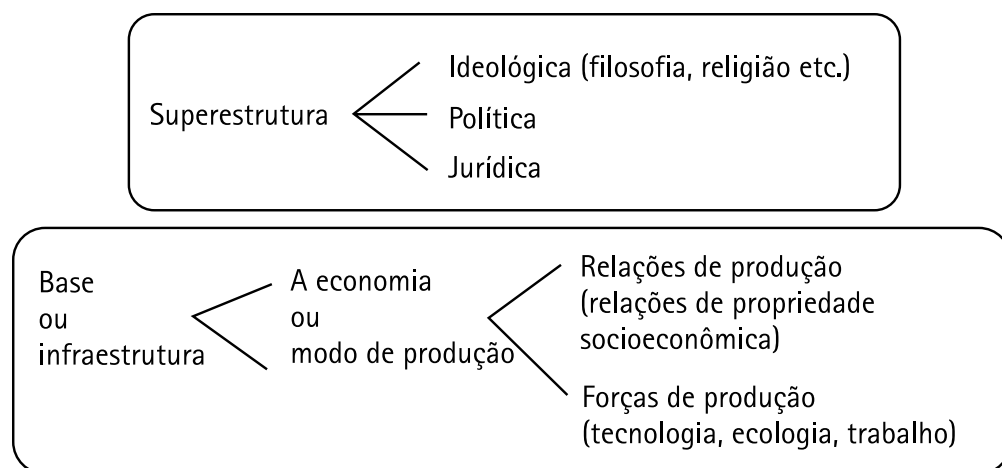 Superestrutura
Ideológica (filosofia, religião etc.)
Política
Jurídica
Base
ou
infraestrutura
A economia
ou
modo de produção
Relações de produção
(relações de propriedade
socioeconômica)
Forças de produção
(tecnologia, ecologia, trabalho)